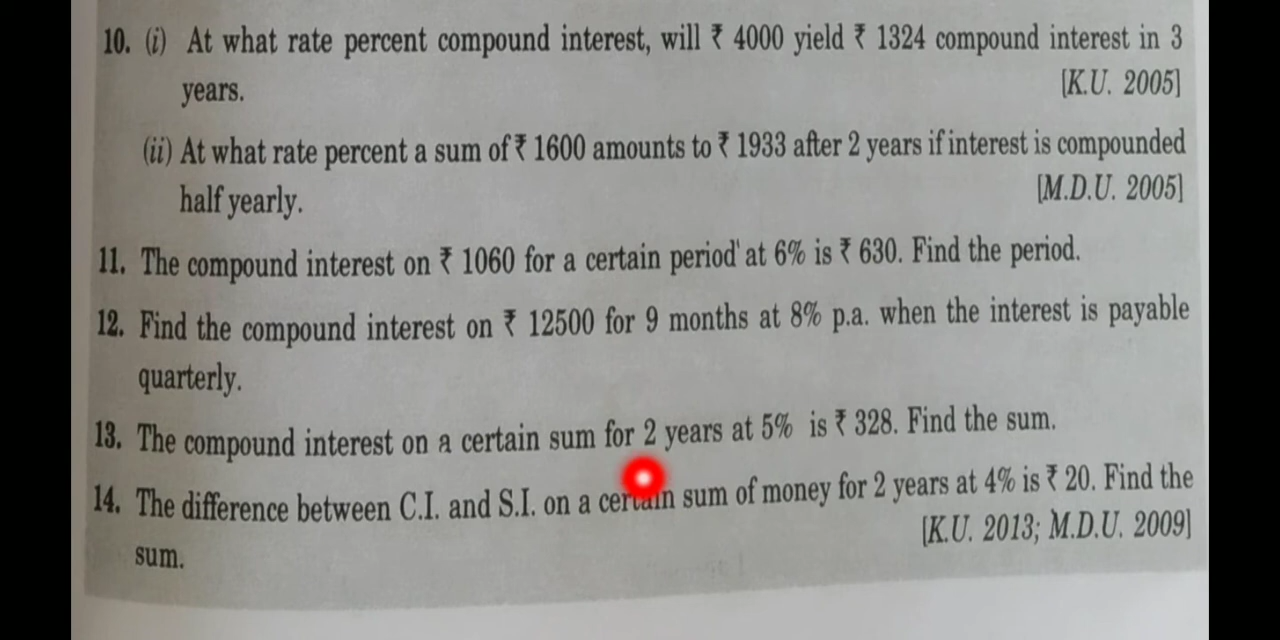 10. (i) At what rate percent compound interest, will ₹ 4000 yield ₹ 1324 compound interest in 3
years. [K.U. 2005]
(ii) At what rate percent a sum of ₹ 1600 amounts to ₹ 1933 after 2 years if interest is compounded
half yearly. [M.D.U. 2005]
11. The compound interest on ₹ 1060 for a certain period' at 6% is ₹ 630. Find the period.
12. Find the compound interest on ₹ 12500 for 9 months at 8% p.a. when the interest is payable
quarterly.
13. The compound interest on a certain sum for 2 years at 5% is ₹ 328. Find the sum.
14. The difference between C.I. and S.I. on a certain sum of money for 2 years at 4% is ₹ 20. Find the
sum. [K.U. 2013; M.D.U. 2009]